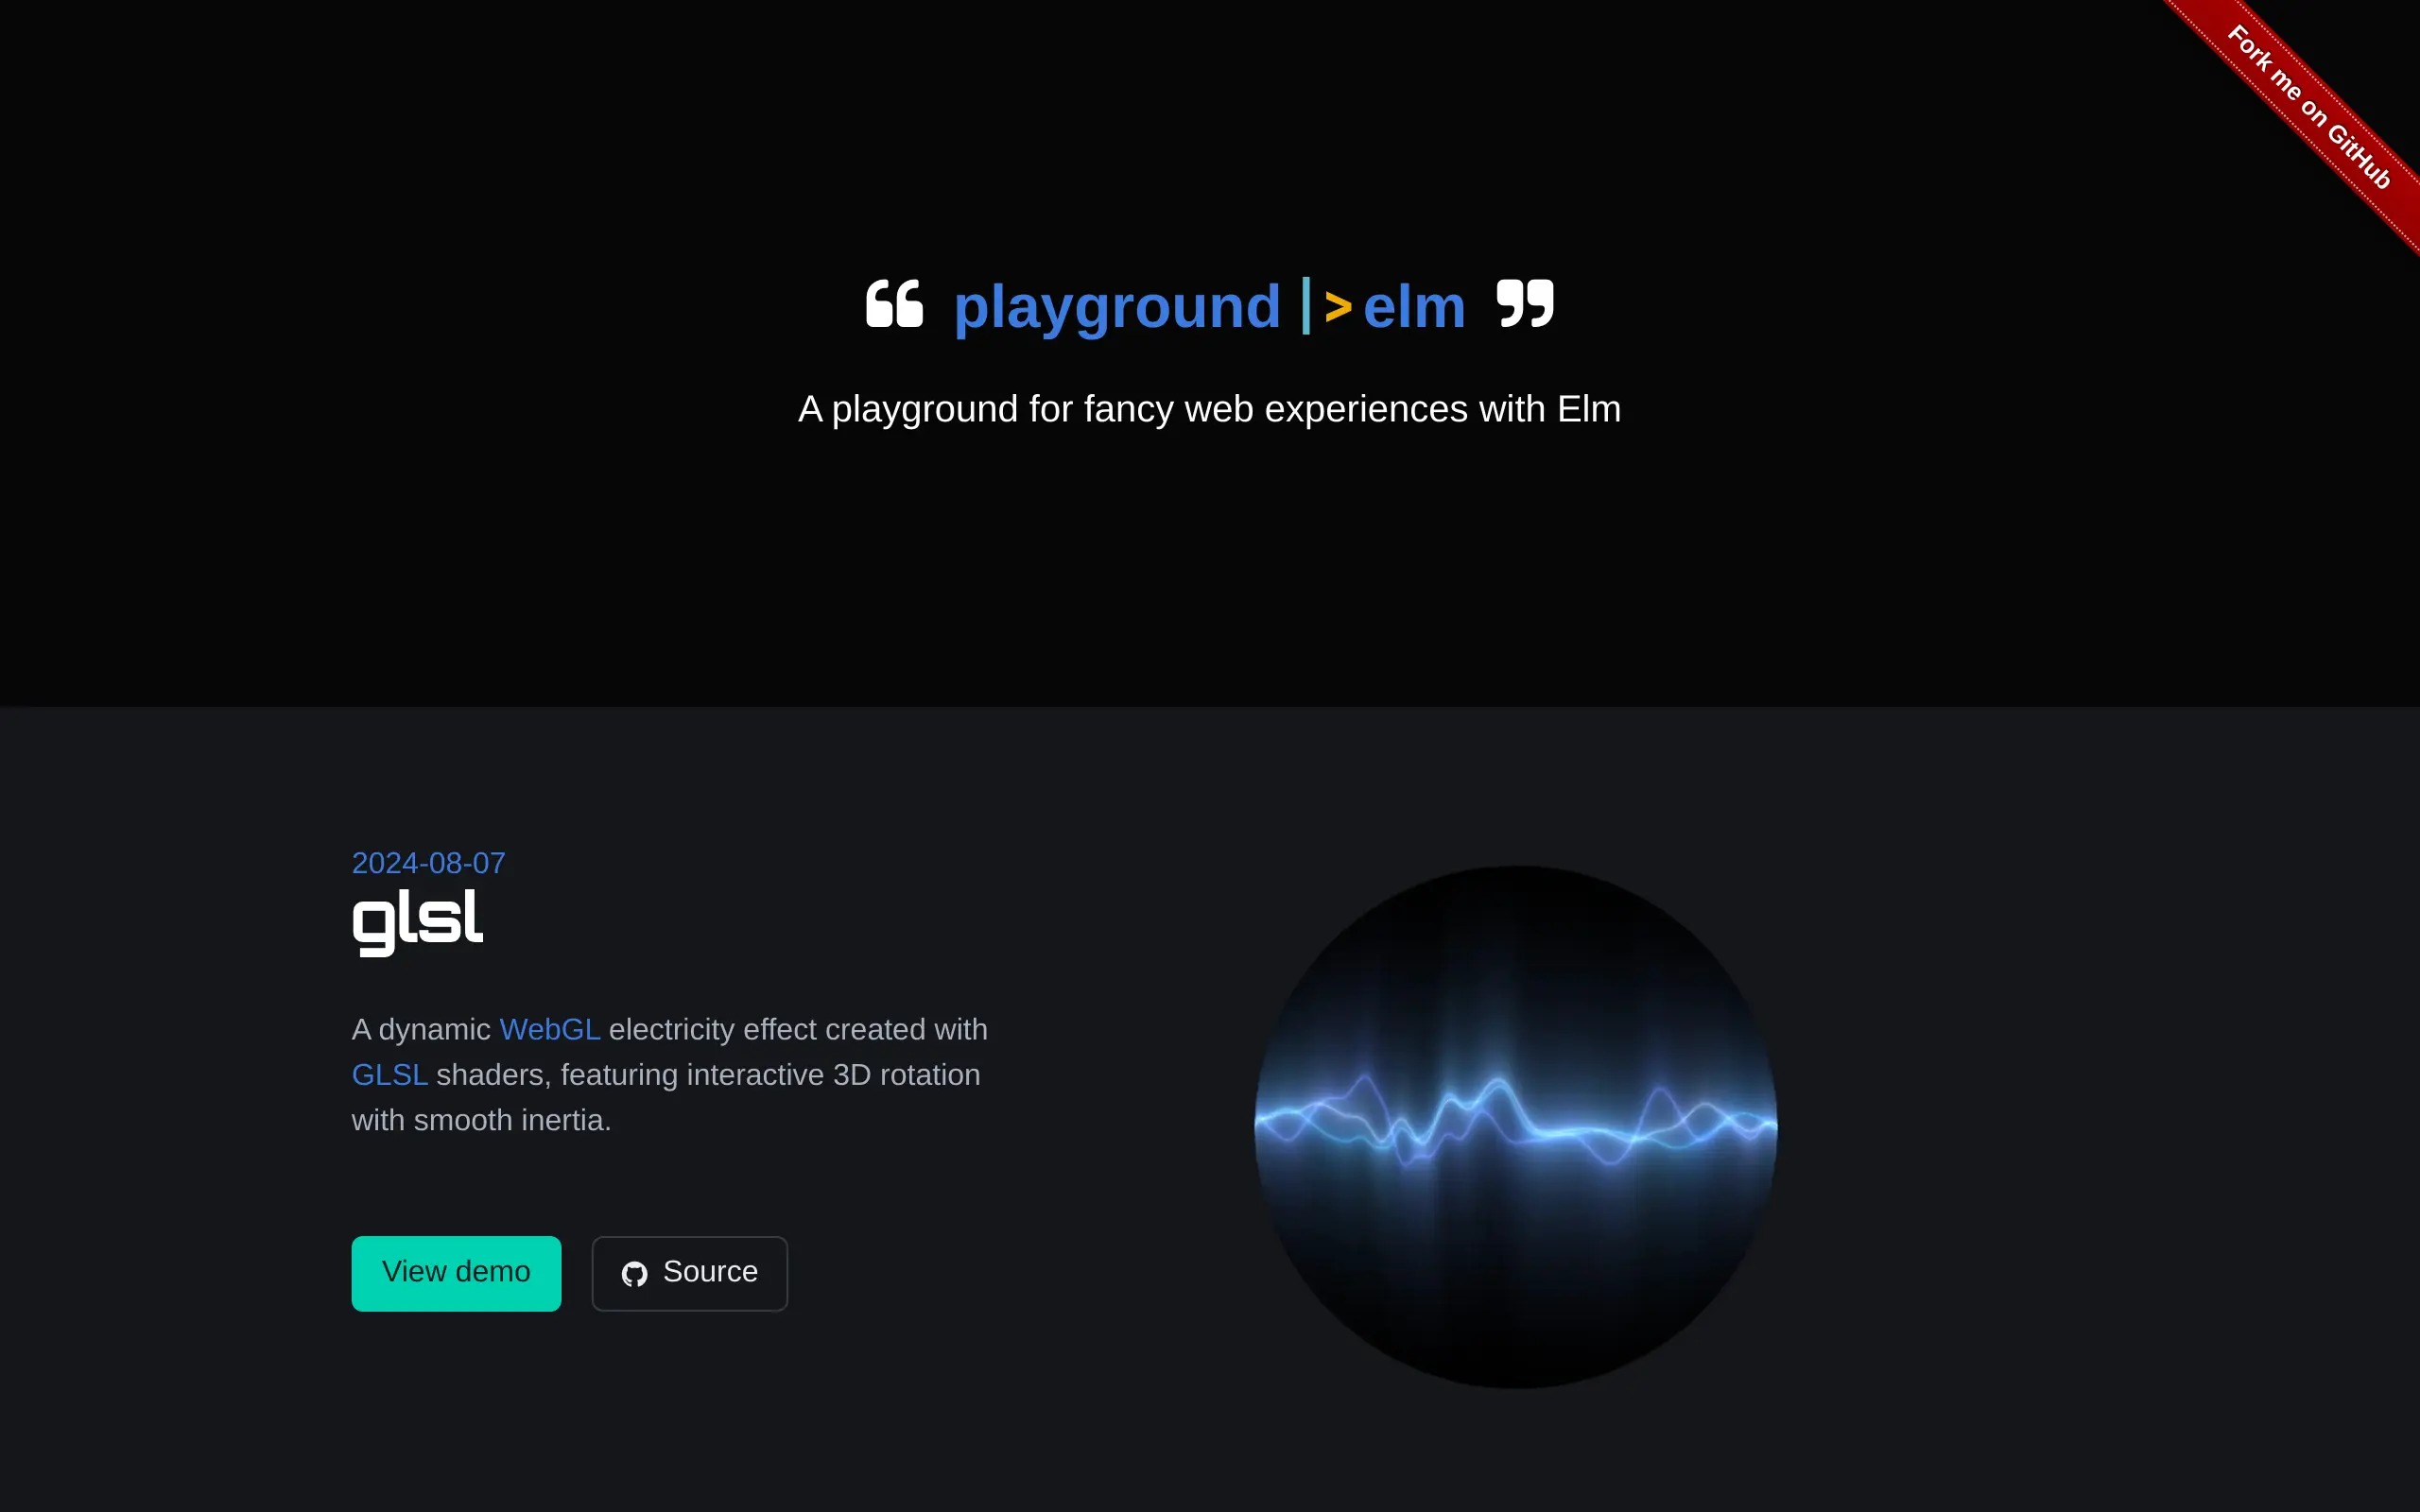 Fork me on GitHub
“ playground |> elm ”
A playground for fancy web experiences with Elm
2024-08-07
glsl
A dynamic WebGL electricity effect created with
GLSL shaders, featuring interactive 3D rotation
with smooth inertia.
View demo
Source